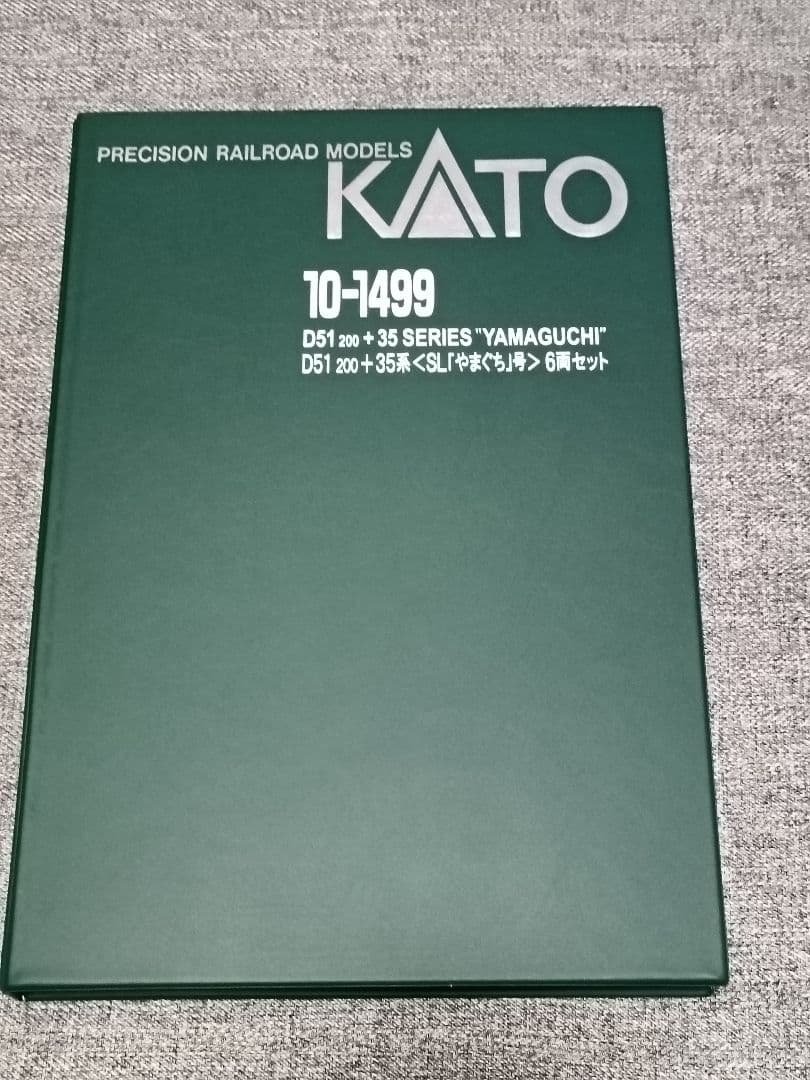 PRECISION RAILROAD MODELS
KATO
10-1499
D51 200 + 35 SERIES "YAMAGUCHI"
D51 200+35系<SL「やまぐち」号> 6両セット